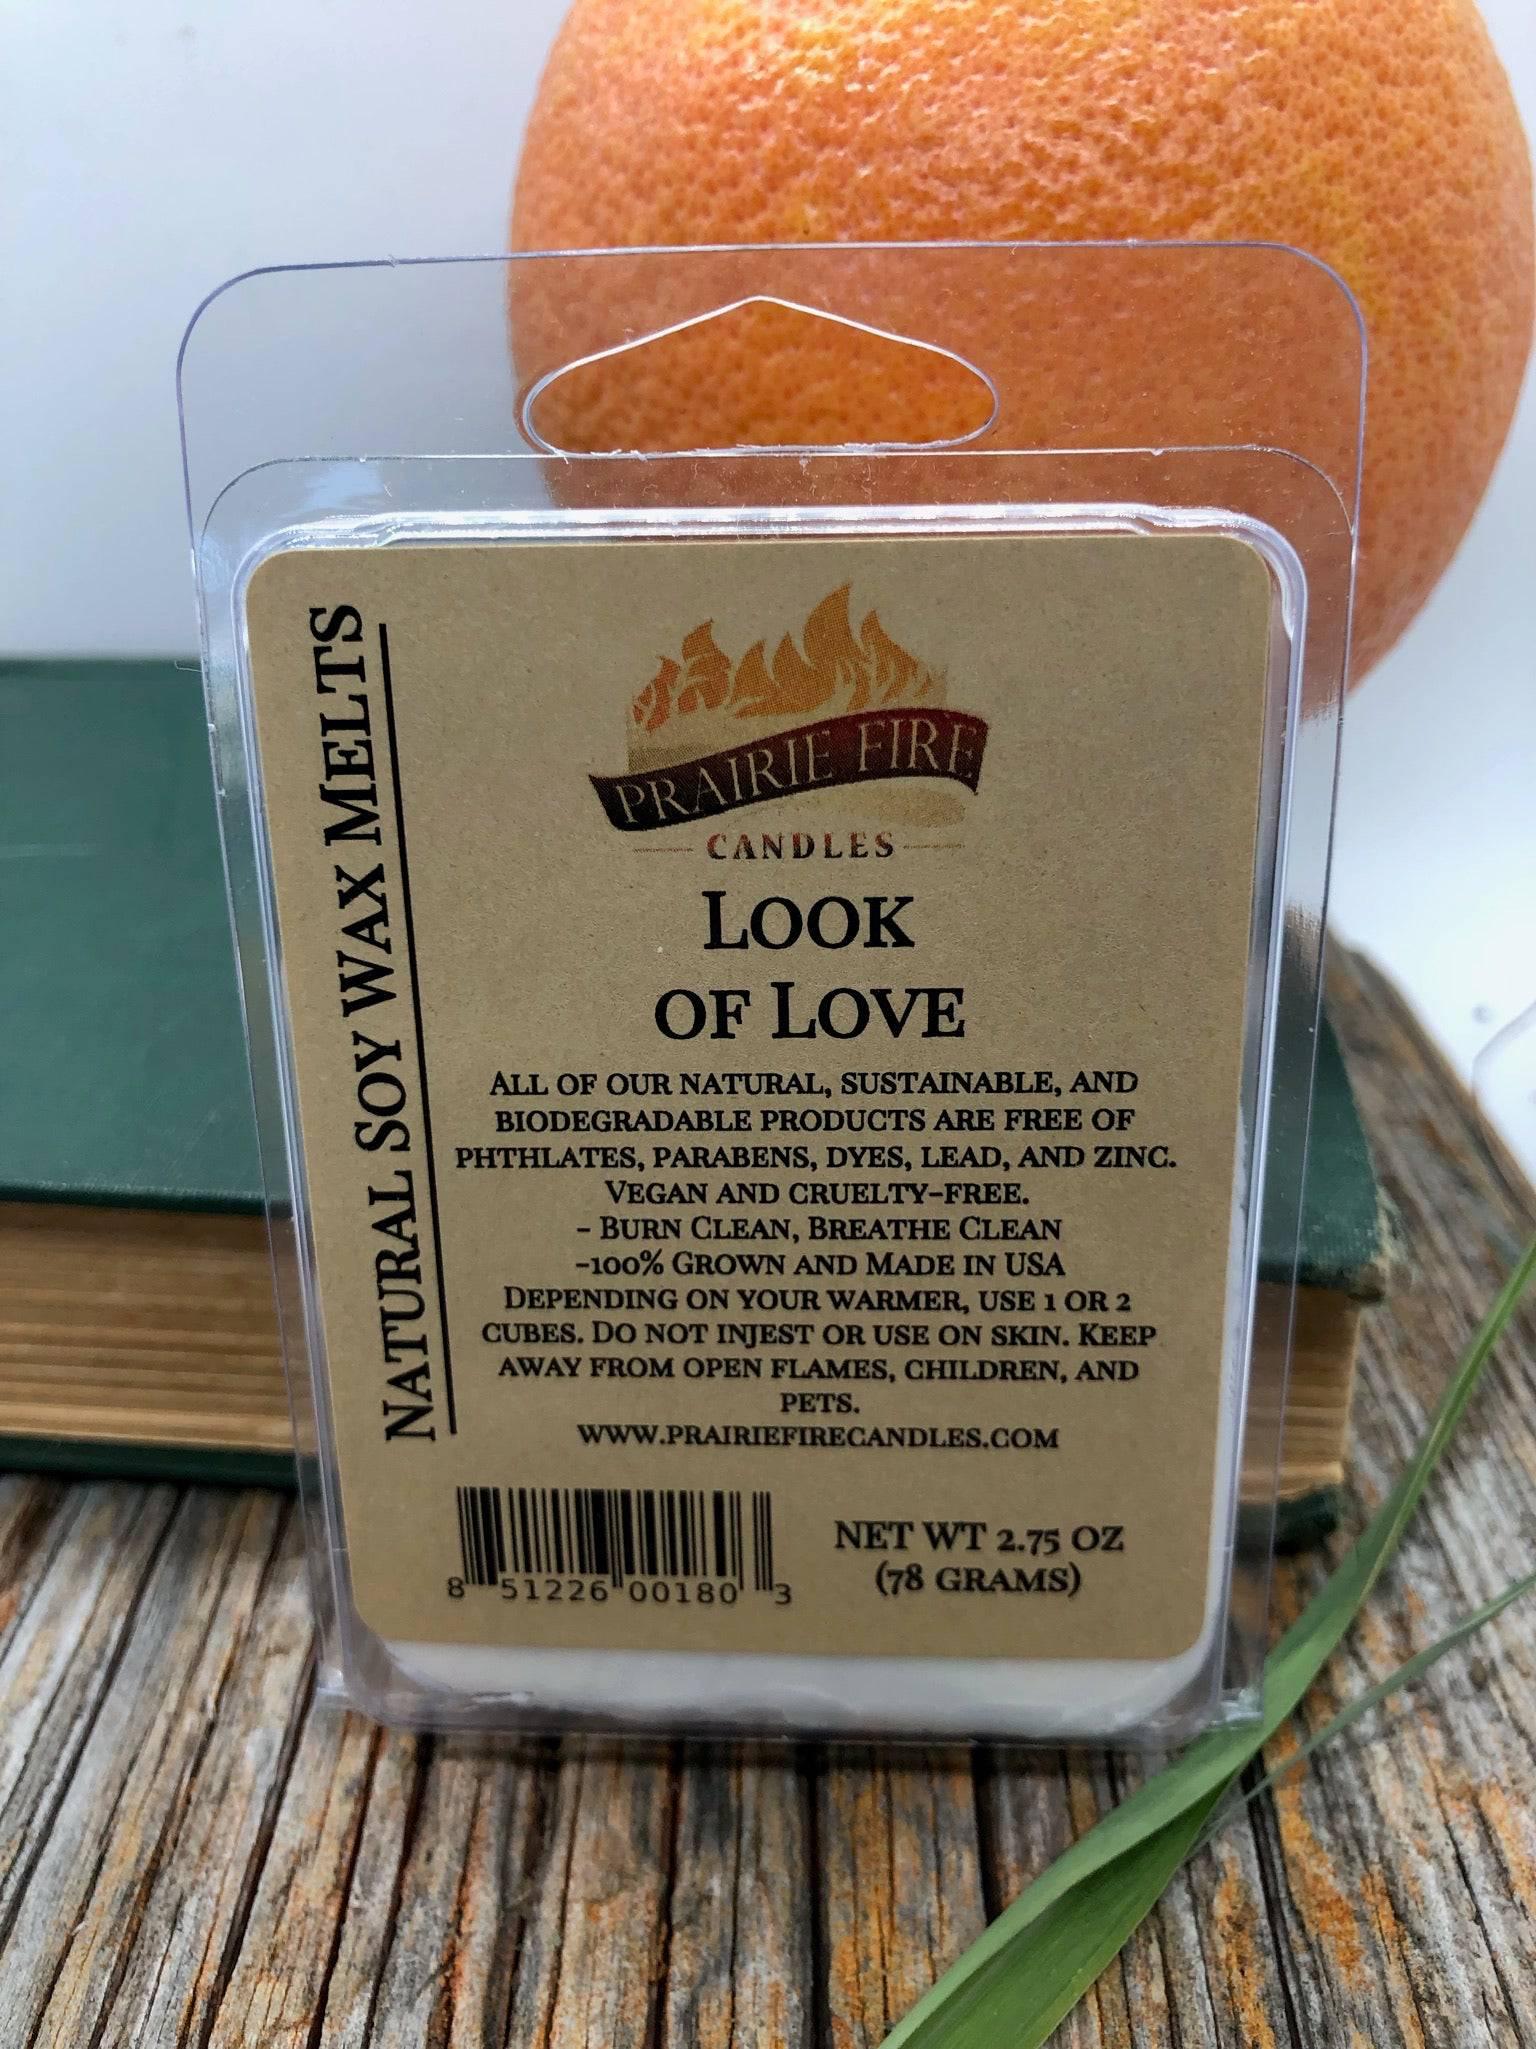 NATURAL SOY WAX MELTS
PRAIRIE FIRE
CANDLES
LOOK
OF LOVE
ALL OF OUR NATURAL, SUSTAINABLE, AND
BIODEGRADABLE PRODUCTS ARE FREE OF
PHTHLATES, PARABENS, DYES, LEAD, AND ZINC.
VEGAN AND CRUELTY-FREE.
- BURN CLEAN, BREATHE CLEAN
-100% GROWN AND MADE IN USA
DEPENDING ON YOUR WARMER, USE 1 OR 2
CUBES. DO NOT INJEST OR USE ON SKIN. KEEP
AWAY FROM OPEN FLAMES, CHILDREN, AND
PETS.
WWW.PRAIRIEFIRECANDLES.COM
8 51226 00180 3
NET WT 2.75 OZ
(78 GRAMS)